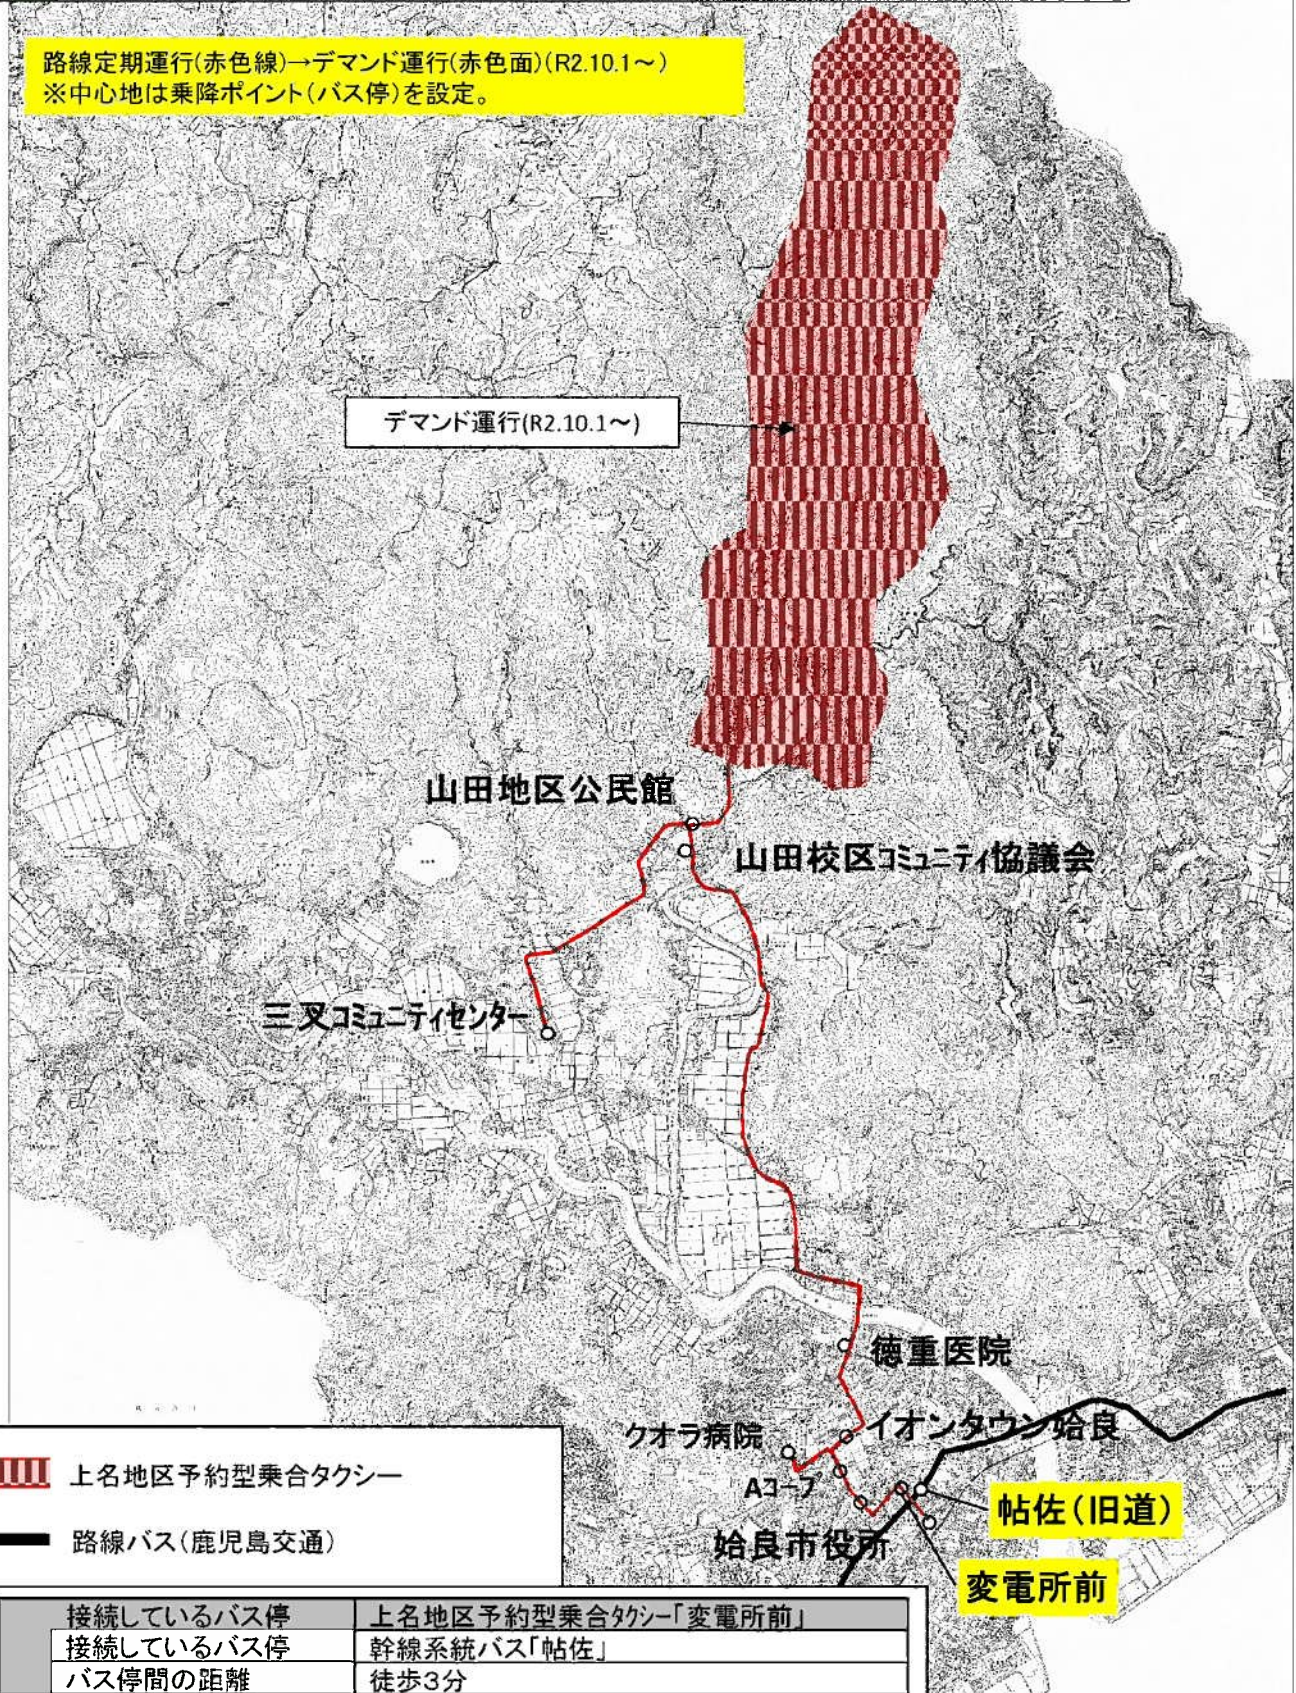 路線定期運行(赤色線)→デマンド運行(赤色面)(R2.10.1～)
※中心地は乗降ポイント(バス停)を設定。
デマンド運行(R2.10.1～)
山田地区公民館
山田校区コミュニティ協議会
三叉コミュニティセンター
徳重医院
イオンタウン姶良
クオラ病院
Aコープ
帖佐(旧道)
姶良市役所
変電所前
上名地区予約型乗合タクシー
路線バス(鹿児島交通)
接続しているバス停 上名地区予約型乗合タクシー「変電所前」
接続しているバス停 幹線系統バス「帖佐」
バス停間の距離 徒歩3分